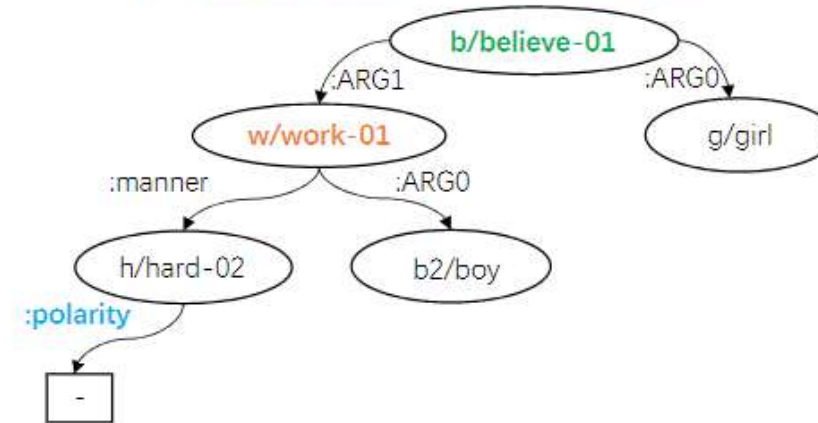 b/believe-01
:ARG1
:ARG0
w/work-01
g/girl
:manner
:ARG0
h/hard-02
b2/boy
:polarity
-